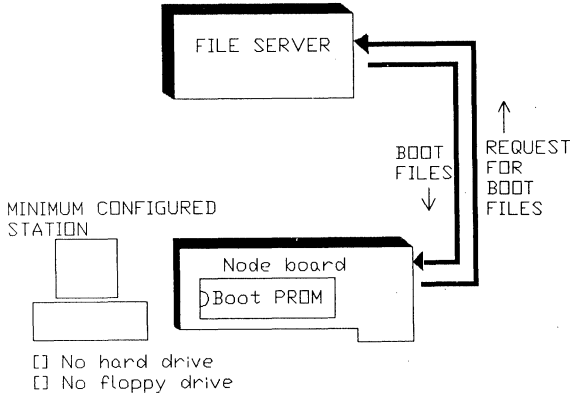 FILE SERVER
BOOT
FILES
REQUEST
FOR
BOOT
FILES
MINIMUM CONFIGURED
STATION
Node board
Boot PROM
[] No hard drive
[] No floppy drive